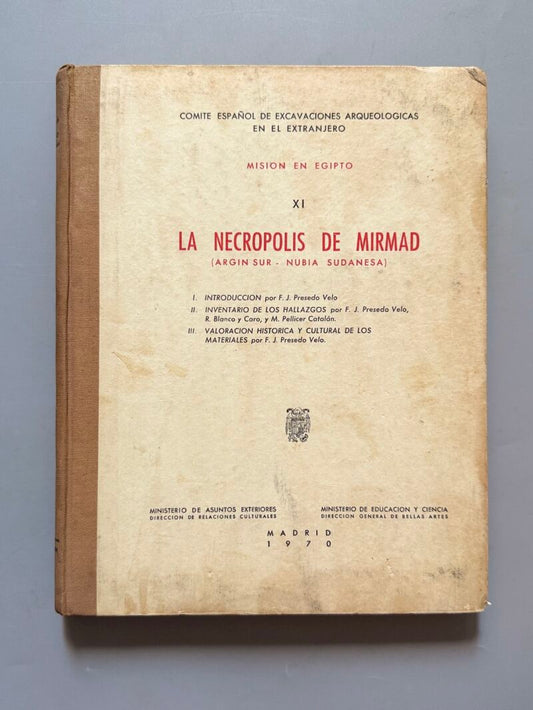 COMITE ESPAÑOL DE EXCAVACIONES ARQUEOLOGICAS
EN EL EXTRANJERO
MISION EN EGIPTO
XI
LA NECROPOLIS DE MIRMAD
(ARGIN SUR - NUBIA SUDANESA)
I. INTRODUCCION por F. J. Presedo Velo
II. INVENTARIO DE LOS HALLAZGOS por F. J. Presedo Velo,
R. Blanco y Caro, y M. Pellicer Catalán.
III. VALORACION HISTORICA Y CULTURAL DE LOS
MATERIALES por F. J. Presedo Velo.
MINISTERIO DE ASUNTOS EXTERIORES
DIRECCION DE RELACIONES CULTURALES
MINISTERIO DE EDUCACION Y CIENCIA
DIRECCION GENERAL DE BELLAS ARTES
MADRID
1970